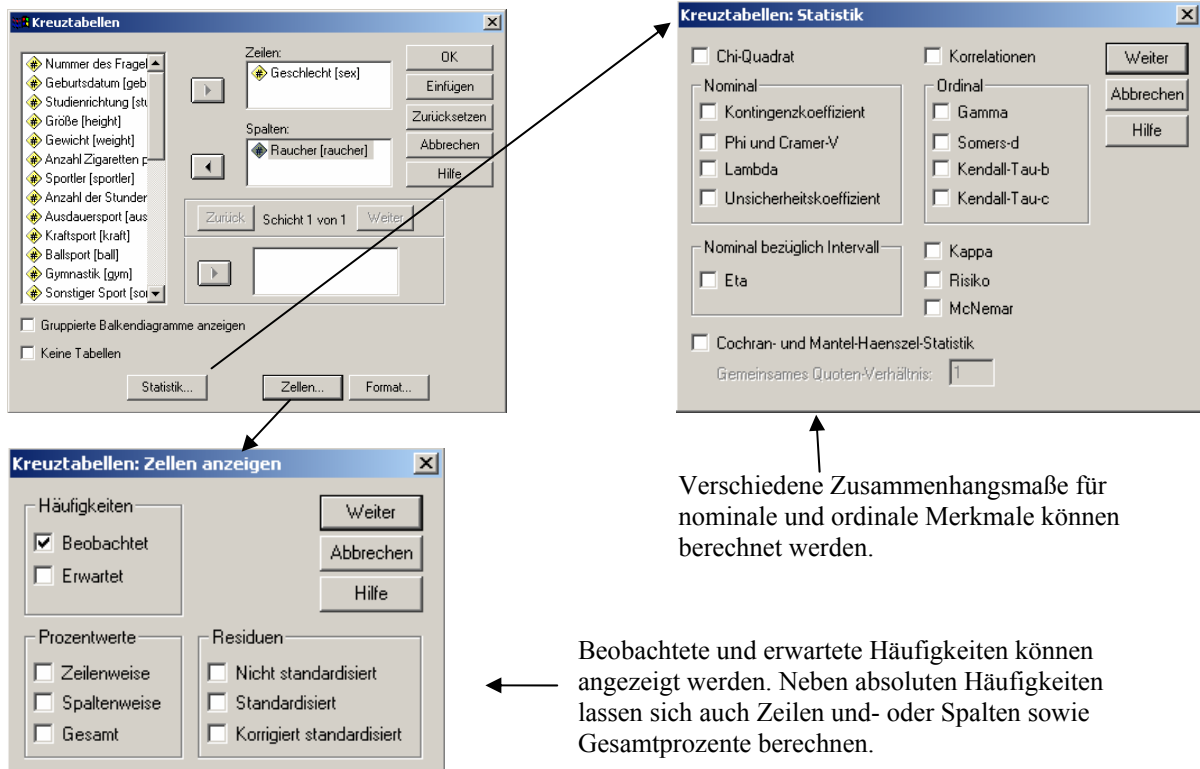 Kreuztabellen
Nummer des Fragel
Geburtsdatum [geb
Studienrichtung [stu
Größe [height]
Gewicht [weight]
Anzahl Zigaretten p
Sportler [sportler]
Anzahl der Stunden
Ausdauersport [aus
Kraftsport [kraft]
Ballsport [ball]
Gymnastik [gym]
Sonstiger Sport [son
Zeilen:
Geschlecht [sex]
Spalten:
Raucher [raucher]
Zurück Schicht 1 von 1 Weiter
OK
Einfügen
Zurücksetzen
Abbrechen
Hilfe
Gruppierte Balkendiagramme anzeigen
Keine Tabellen
Statistik... Zellen... Format...
Kreuztabellen: Statistik
Chi-Quadrat
Korrelationen
Nominal
Kontingenzkoeffizient
Phi und Cramer-V
Lambda
Unsicherheitskoeffizient
Ordinal
Gamma
Somers-d
Kendall-Tau-b
Kendall-Tau-c
Nominal bezüglich Intervall
Eta
Kappa
Risiko
McNemar
Cochran- und Mantel-Haenszel-Statistik
Gemeinsames Quoten-Verhältnis: 1
Weiter
Abbrechen
Hilfe
Verschiedene Zusammenhangsmaße für
nominale und ordinale Merkmale können
berechnet werden.
Kreuztabellen: Zellen anzeigen
Häufigkeiten
Beobachtet
Erwartet
Weiter
Abbrechen
Hilfe
Prozentwerte
Zeilenweise
Spaltenweise
Gesamt
Residuen
Nicht standardisiert
Standardisiert
Korrigiert standardisiert
Beobachtete und erwartete Häufigkeiten können
angezeigt werden. Neben absoluten Häufigkeiten
lassen sich auch Zeilen und- oder Spalten sowie
Gesamtprozente berechnen.